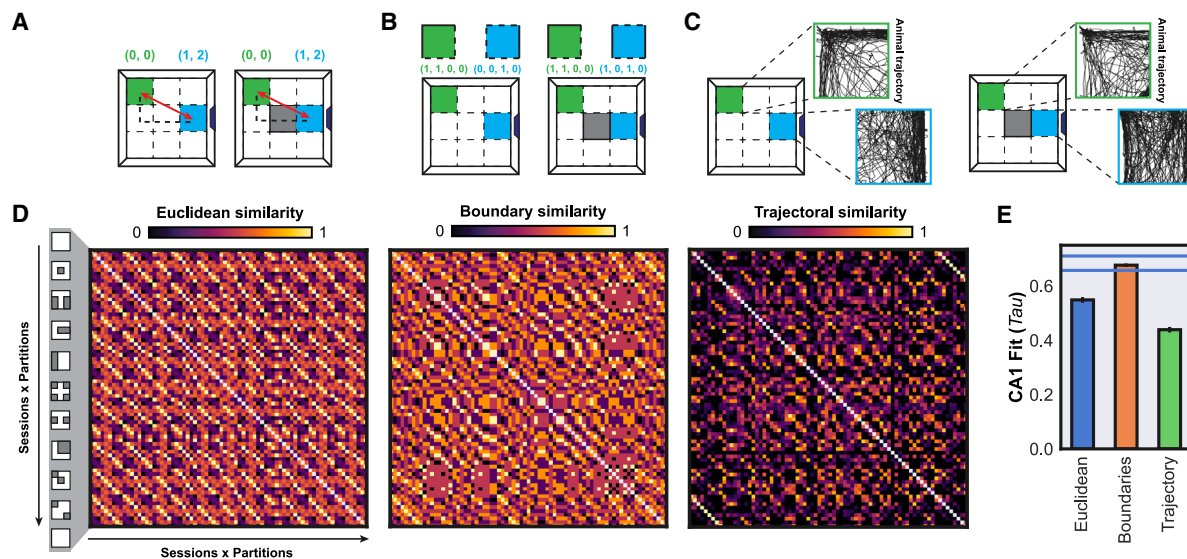 A
(0, 0) (1, 2) (0, 0) (1, 2)
B
(1, 1, 0, 0) (0, 0, 1, 0) (1, 1, 0, 0) (1, 0, 1, 0)
C
Animal trajectory
Animal trajectory
D
Sessions x Partitions
Euclidean similarity
0 1
Boundary similarity
0 1
Trajectoral similarity
0 1
Sessions x Partitions
E
CA1 Fit (Tau)
0.6
0.4
0.2
0.0
Euclidean
Boundaries
Trajectory